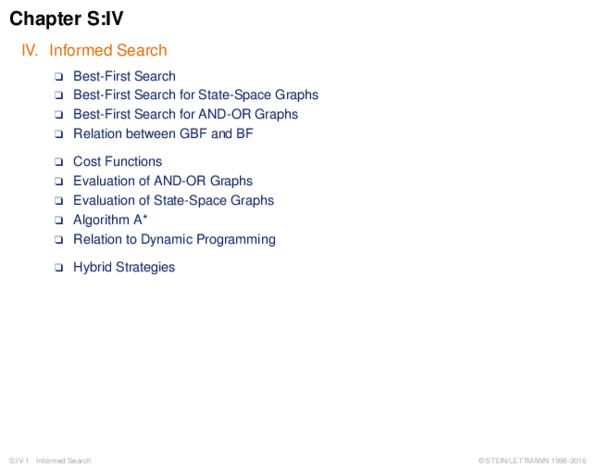 Chapter S:IV
IV. Informed Search
❑ Best-First Search
❑ Best-First Search for State-Space Graphs
❑ Best-First Search for AND-OR Graphs
❑ Relation between GBF and BF
❑ Cost Functions
❑ Evaluation of AND-OR Graphs
❑ Evaluation of State-Space Graphs
❑ Algorithm A*
❑ Relation to Dynamic Programming
❑ Hybrid Strategies
S:IV-1 Informed Search ©STEIN/LETTMANN 1998-2016